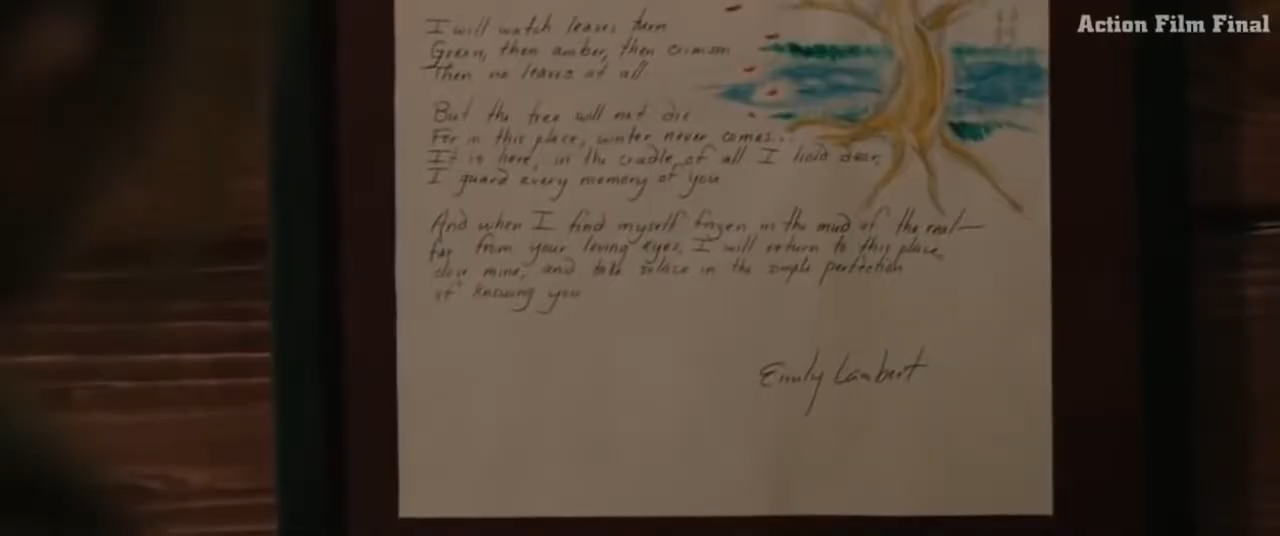 Action Film Final
I will watch leaves turn
Green, then amber, then crimson
Then no leaves at all
But the tree will not die
For in this place, winter never comes...
It is here, in the cradle of all I hold dear,
I guard every memory of you
And when I find myself frozen in the mud of the real—
far from your loving eyes, I will return to this place,
close mine, and take solace in the simple perfection
of knowing you
Emily Lambert